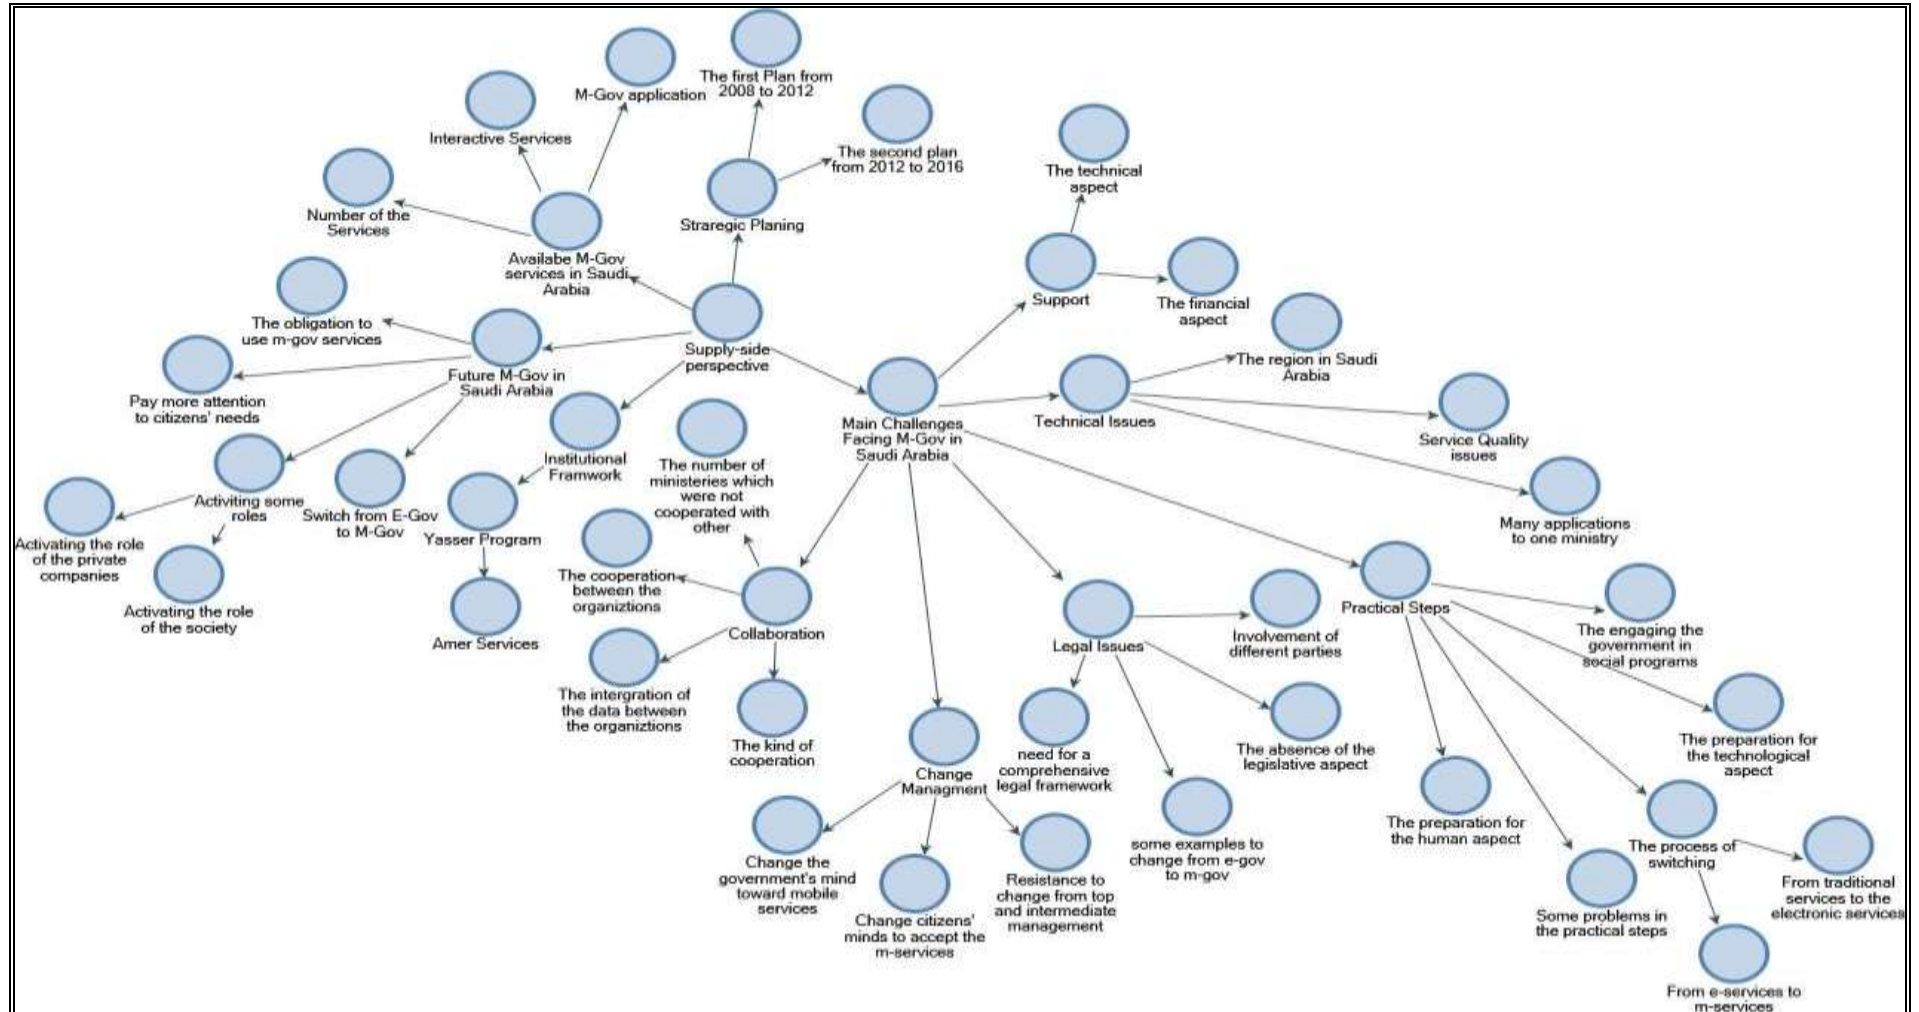 The first Plan from
2008 to 2012
M-Gov application
Interactive Services
The second plan
from 2012 to 2016
The technical
aspect
Number of the
Services
Straregic Planing
Availabe M-Gov
services in Saudi
Arabia
Support
The financial
aspect
The obligation to
use m-gov services
Supply-side
perspective
The region in Saudi
Arabia
Future M-Gov in
Saudi Arabia
Pay more attention
to citizens' needs
Main Challenges
Facing M-Gov in
Saudi Arabia
Technical Issues
Service Quality
issues
Institutional
Framwork
The number of
ministeries which
were not
cooperated with
other
Activiting some
roles
Switch from E-Gov
to M-Gov
Yasser Program
Many applications
to one ministry
Activating the role
of the private
companies
Activating the role
of the society
The cooperation
between the
organiztions
Amer Services
Collaboration
Legal Issues
Involvement of
different parties
Practical Steps
The engaging the
government in
social programs
The intergration of
the data between
the organiztions
The kind of
cooperation
Change
Managment
need for a
comprehensive
legal framework
The absence of the
legislative aspect
The preparation for
the technological
aspect
The preparation for
the human aspect
some examples to
change from e-gov
to m-gov
The process of
switching
Change the
government's mind
toward mobile
services
Change citizens'
minds to accept the
m-services
Resistance to
change from top
and intermediate
management
Some problems in
the practical steps
From traditional
services to the
electronic services
From e-services to
m-services